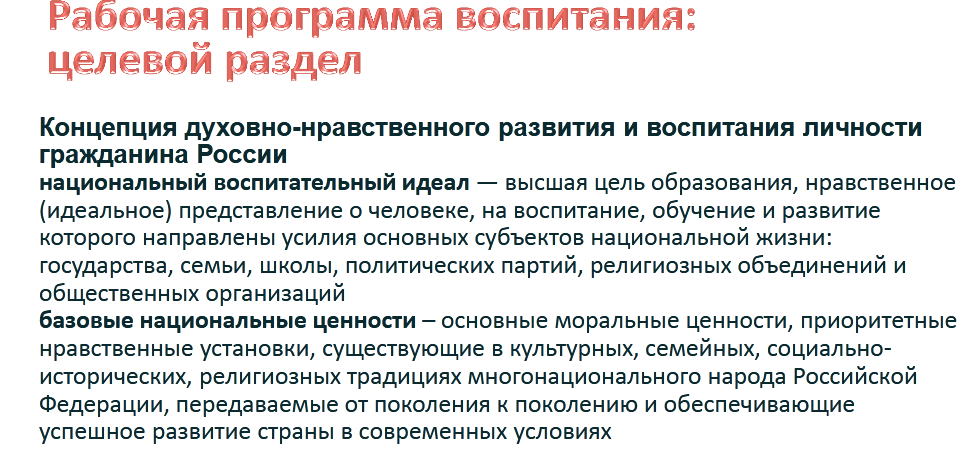 Рабочая программа воспитания:
целевой раздел
Концепция духовно-нравственного развития и воспитания личности
гражданина России
национальный воспитательный идеал — высшая цель образования, нравственное
(идеальное) представление о человеке, на воспитание, обучение и развитие
которого направлены усилия основных субъектов национальной жизни:
государства, семьи, школы, политических партий, религиозных объединений и
общественных организаций
базовые национальные ценности – основные моральные ценности, приоритетные
нравственные установки, существующие в культурных, семейных, социально-
исторических, религиозных традициях многонационального народа Российской
Федерации, передаваемые от поколения к поколению и обеспечивающие
успешное развитие страны в современных условиях